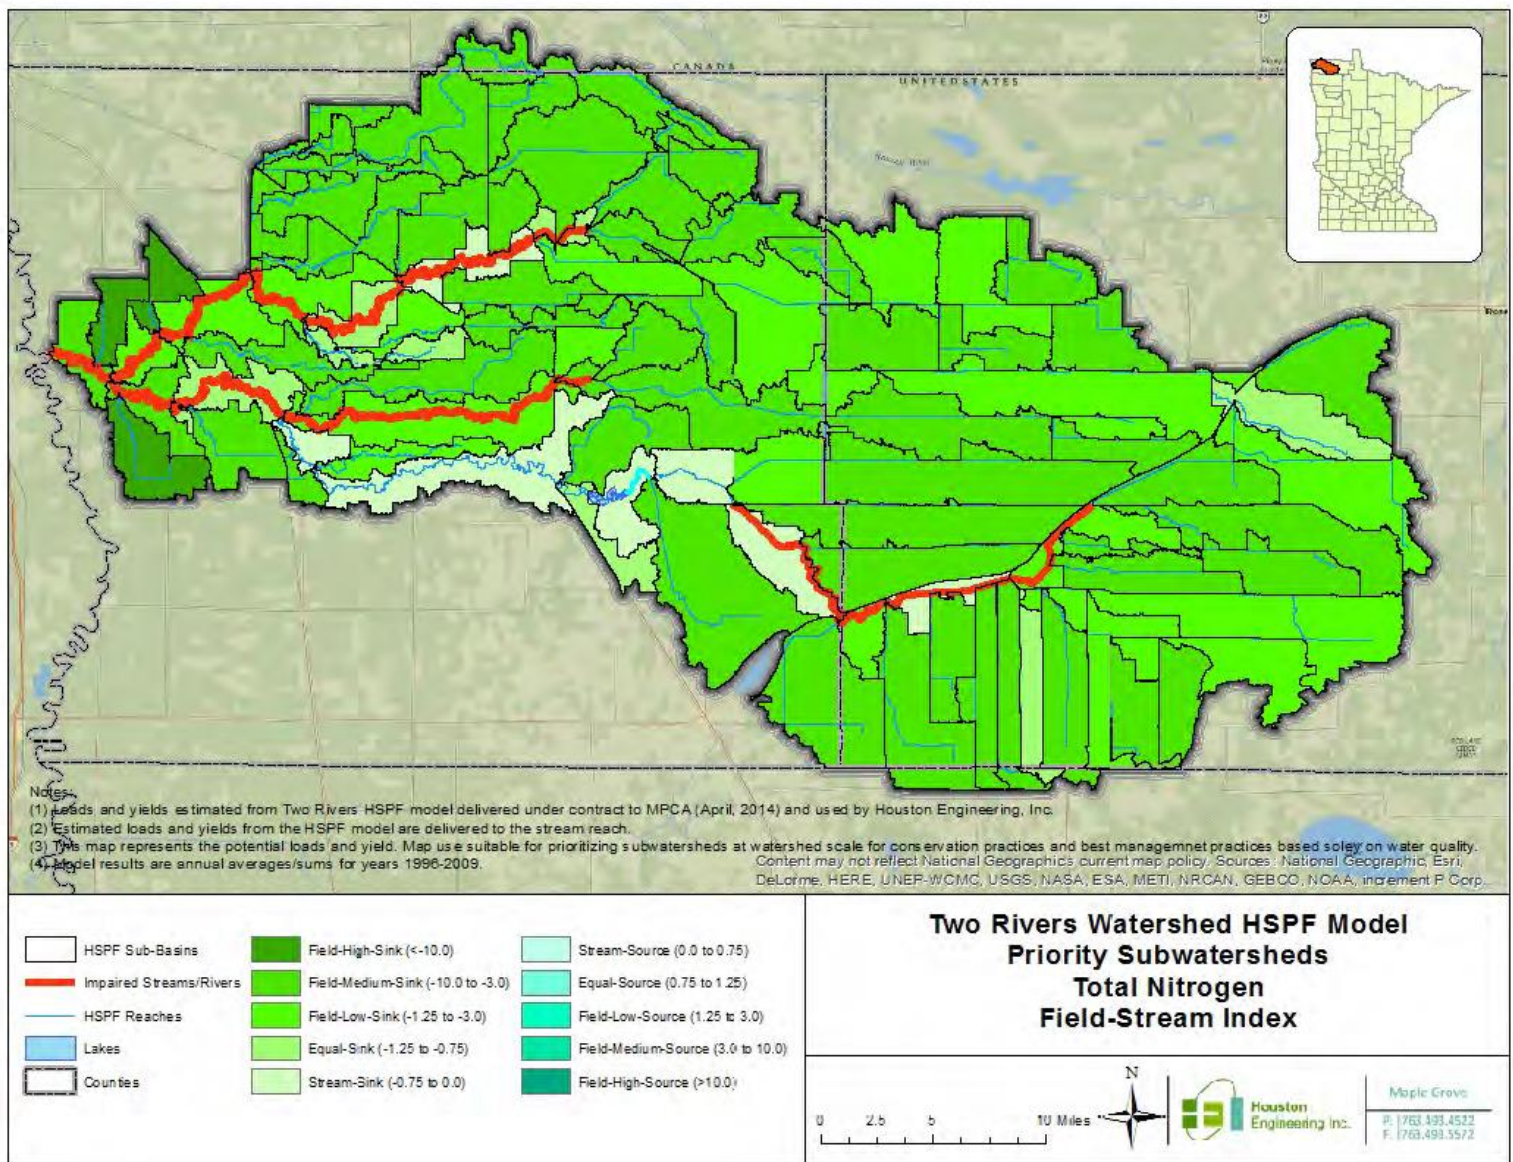 CANADA
UNITED STATES
Notes:
(1) Loads and yields estimated from Two Rivers HSPF model delivered under contract to MPCA (April, 2014) and used by Houston Engineering, Inc.
(2) Estimated loads and yields from the HSPF model are delivered to the stream reach.
(3) This map represents the potential loads and yield. Map use suitable for prioritizing subwatersheds at watershed scale for conservation practices and best managemnet practices based soley on water quality.
(4) Model results are annual averages/sums for years 1996-2009.
Content may not reflect National Geographic's current map policy. Sources: National Geographic, Esri,
DeLorme, HERE, UNEP-WCMC, USGS, NASA, ESA, METI, NRCAN, GEBCO, NOAA, increment P Corp.
HSPF Sub-Basins
Impaired Streams/Rivers
HSPF Reaches
Lakes
Counties
Field-High-Sink (<-10.0)
Field-Medium-Sink (-10.0 to -3.0)
Field-Low-Sink (-1.25 to -3.0)
Equal-Sink (-1.25 to -0.75)
Stream-Sink (-0.75 to 0.0)
Stream-Source (0.0 to 0.75)
Equal-Source (0.75 to 1.25)
Field-Low-Source (1.25 to 3.0)
Field-Medium-Source (3.0 to 10.0)
Field-High-Source (>10.0)
Two Rivers Watershed HSPF Model
Priority Subwatersheds
Total Nitrogen
Field-Stream Index
0 2.5 5 10 Miles
N
Houston
Engineering Inc.
Maple Grove
P: 763.493.4522
F: 763.493.5572